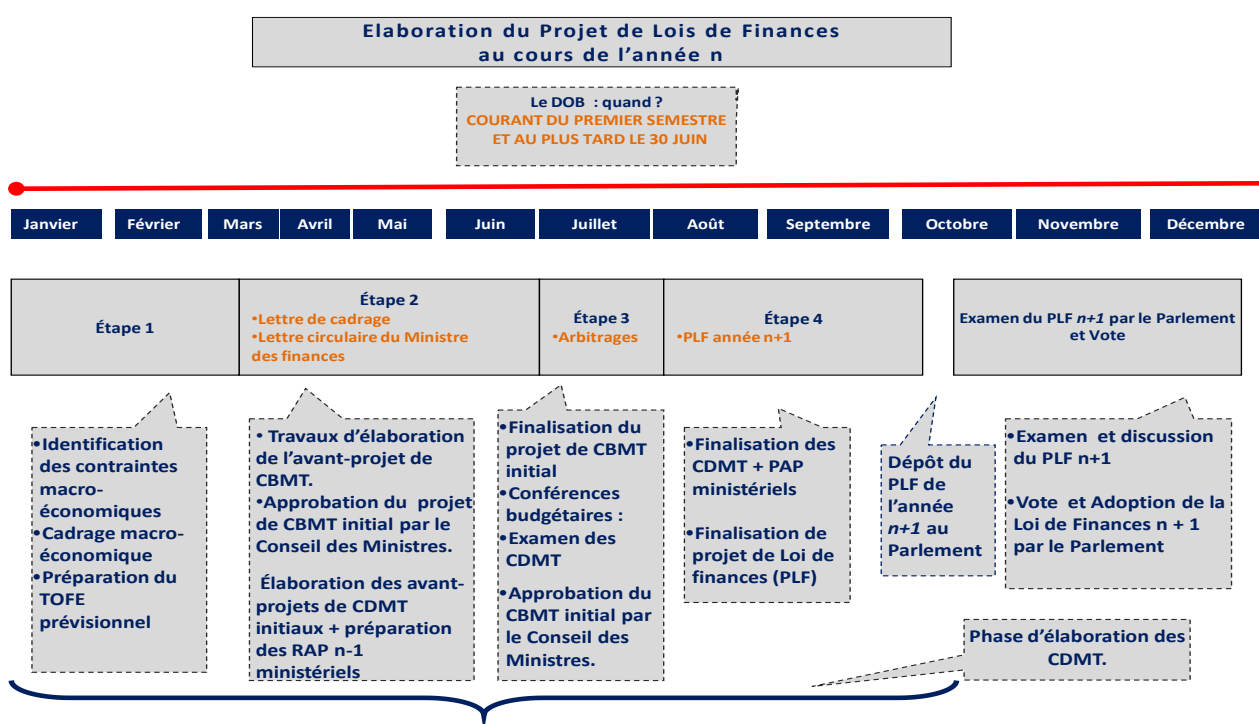 Elaboration du Projet de Lois de Finances
au cours de l'année n
Le DOB : quand ?
COURANT DU PREMIER SEMESTRE
ET AU PLUS TARD LE 30 JUIN
Janvier
Février
Mars
Avril
Mai
Juin
Juillet
Août
Septembre
Octobre
Novembre
Décembre
Étape 1
Étape 2
•Lettre de cadrage
•Lettre circulaire du Ministre
des finances
Étape 3
•Arbitrages
Étape 4
•PLF année n+1
Examen du PLF n+1 par le Parlement
et Vote
•Identification
des contraintes
macro-
économiques
•Cadrage macro-
économique
•Préparation du
TOFE
prévisionnel
• Travaux d'élaboration
de l'avant-projet de
CBMT.
•Approbation du projet
de CBMT initial par le
Conseil des Ministres.
Élaboration des avant-
projets de CDMT
initiaux + préparation
des RAP n-1
ministériels
•Finalisation du
projet de CBMT
initial
•Conférences
budgétaires :
•Examen des
CDMT
•Approbation du
CBMT initial par
le Conseil des
Ministres.
•Finalisation des
CDMT + PAP
ministériels
•Finalisation de
projet de Loi de
finances (PLF)
Dépôt du
PLF de
l'année
n+1 au
Parlement
•Examen et discussion
du PLF n+1
•Vote et Adoption de la
Loi de Finances n + 1
par le Parlement
Phase d'élaboration des
CDMT.